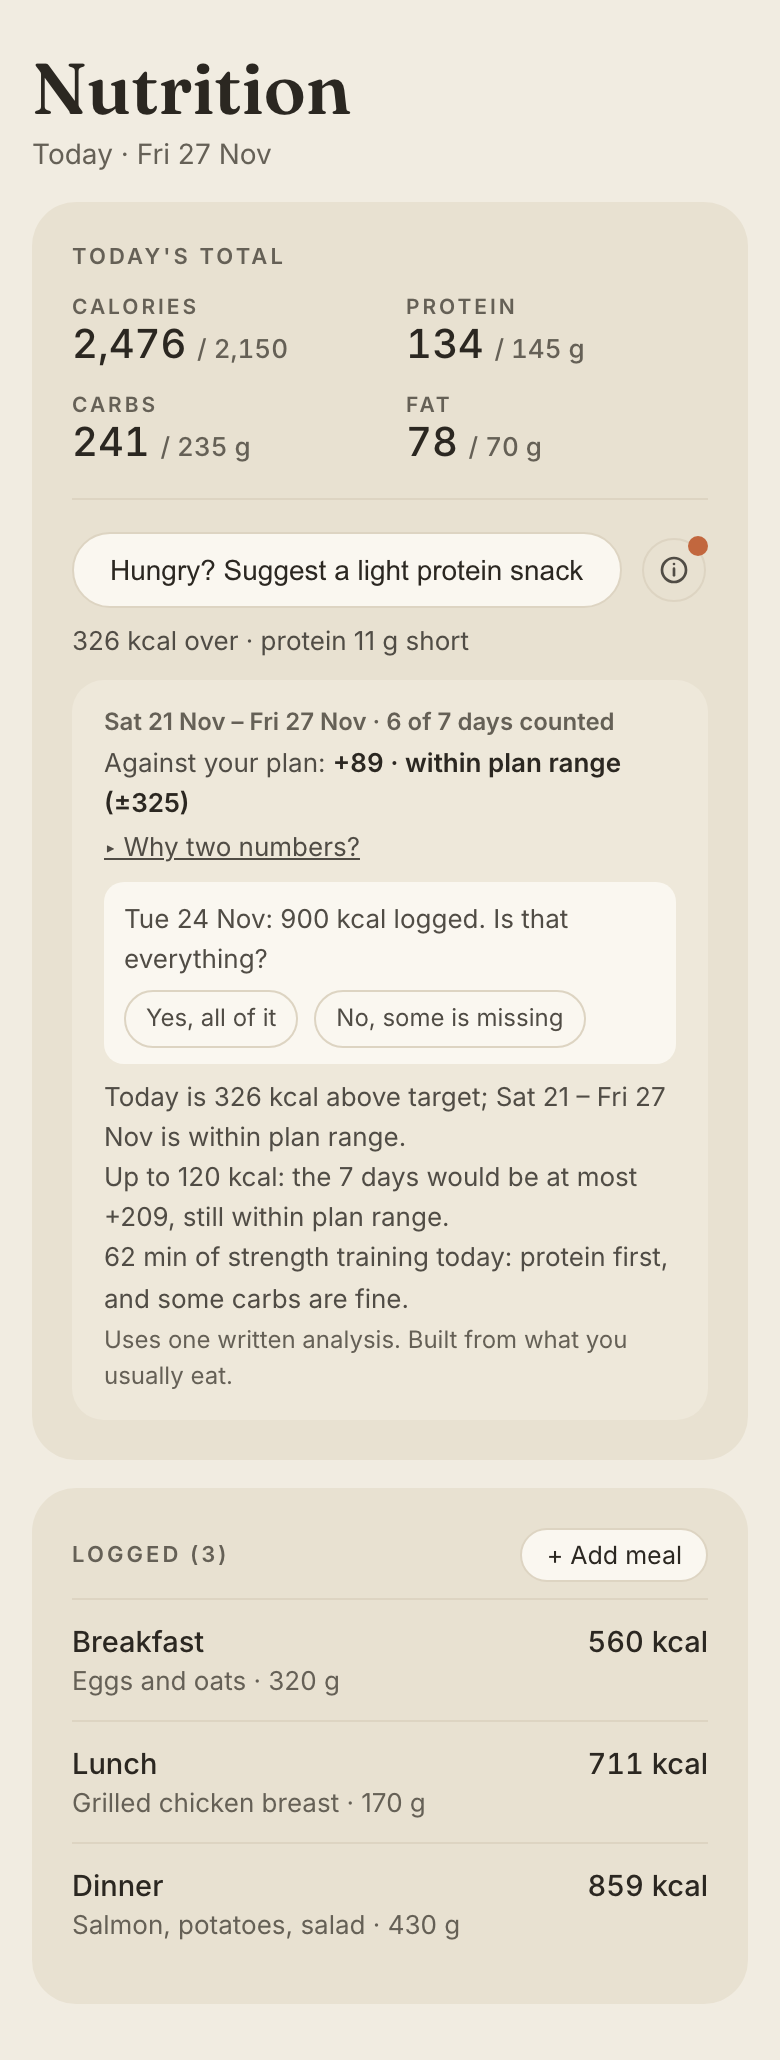 Nutrition
Today · Fri 27 Nov
TODAY'S TOTAL
CALORIES
2,476 / 2,150
PROTEIN
134 / 145 g
CARBS
241 / 235 g
FAT
78 / 70 g
Hungry? Suggest a light protein snack
326 kcal over · protein 11 g short
Sat 21 Nov – Fri 27 Nov · 6 of 7 days counted
Against your plan: +89 · within plan range
(±325)
▸ Why two numbers?
Tue 24 Nov: 900 kcal logged. Is that
everything?
Yes, all of it
No, some is missing
Today is 326 kcal above target; Sat 21 – Fri 27
Nov is within plan range.
Up to 120 kcal: the 7 days would be at most
+209, still within plan range.
62 min of strength training today: protein first,
and some carbs are fine.
Uses one written analysis. Built from what you
usually eat.
LOGGED (3)
+ Add meal
Breakfast
560 kcal
Eggs and oats · 320 g
Lunch
711 kcal
Grilled chicken breast · 170 g
Dinner
859 kcal
Salmon, potatoes, salad · 430 g